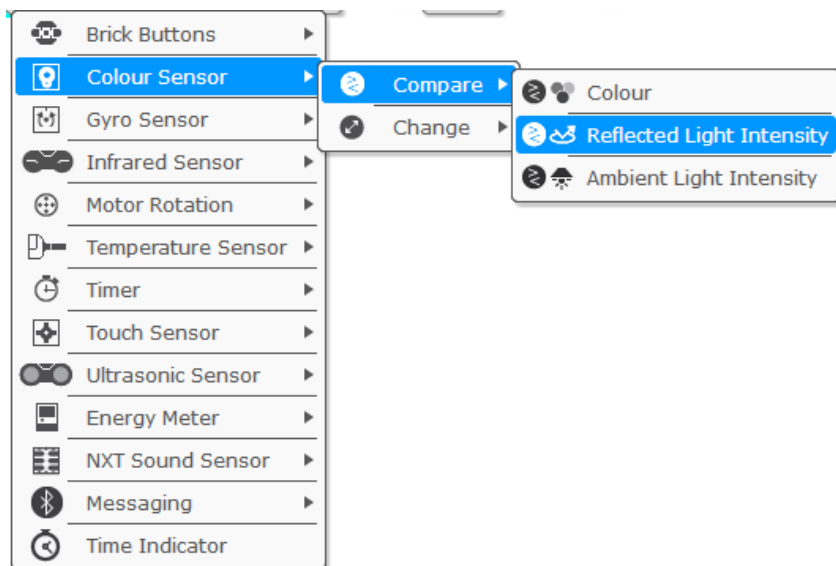 Brick Buttons
Colour Sensor
Gyro Sensor
Infrared Sensor
Motor Rotation
Temperature Sensor
Timer
Touch Sensor
Ultrasonic Sensor
Energy Meter
NXT Sound Sensor
Messaging
Time Indicator
Compare
Change
Colour
Reflected Light Intensity
Ambient Light Intensity